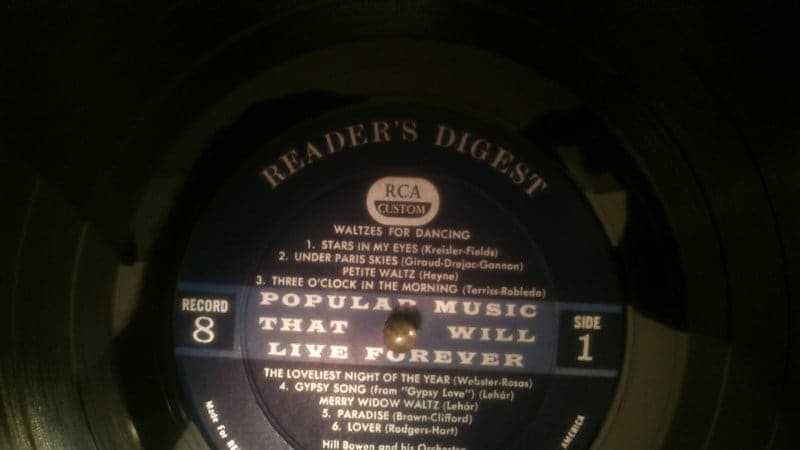 READER'S DIGEST
RCA
CUSTOM
WALTZES FOR DANCING
1. STARS IN MY EYES (Kreisler-Fields)
2. UNDER PARIS SKIES (Giraud-Drejac-Gannon)
PETITE WALTZ (Heyne)
3. THREE O'CLOCK IN THE MORNING (Terriss-Robledo)
RECORD
8
POPULAR MUSIC
THAT WILL
LIVE FOREVER
SIDE
1
THE LOVELIEST NIGHT OF THE YEAR (Webster-Rosas)
4. GYPSY SONG (from "Gypsy Love") (Lehár)
MERRY WIDOW WALTZ (Lehár)
5. PARADISE (Brown-Clifford)
6. LOVER (Rodgers-Hart)
Hill Bowen and his Orchestra
Made For
AMERICA